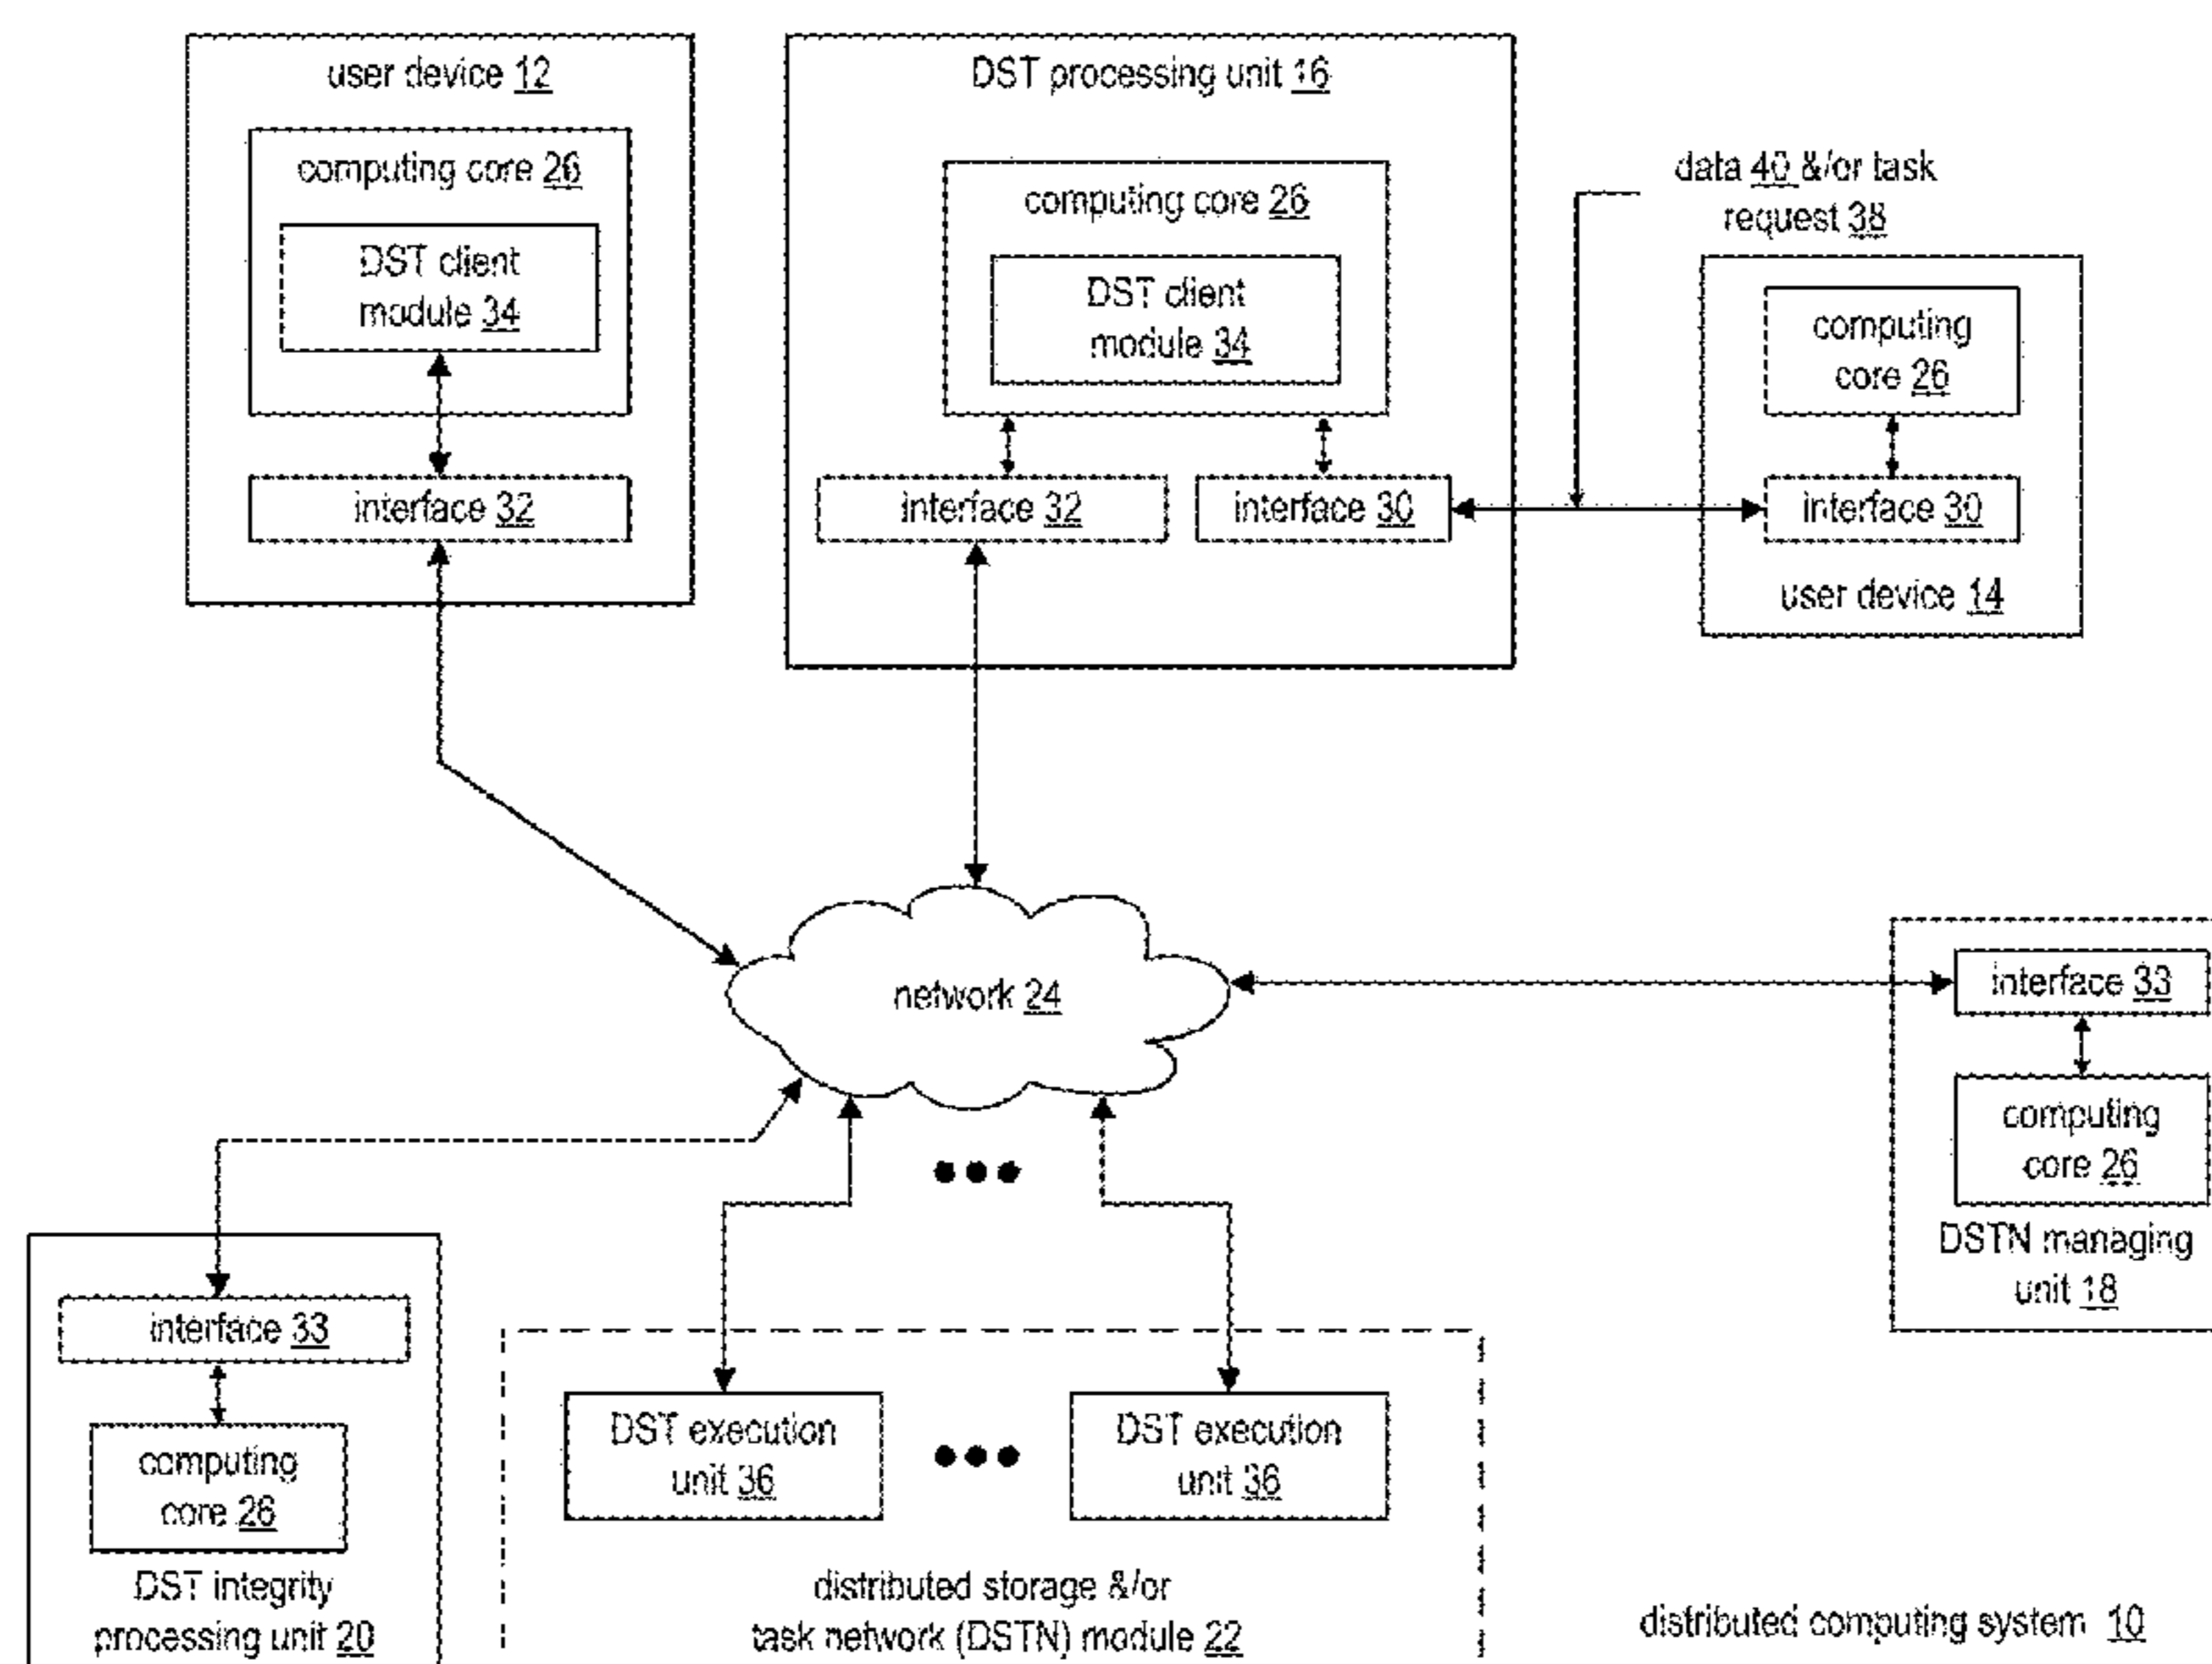 user device 12
computing core 26
DST client
module 34
interface 32
DST processing unit 16
computing core 26
DST client
module 34
interface 32
interface 30
data 40 &/or task
request 38
computing
core 26
interface 30
user device 14
network 24
interface 33
computing
core 26
DSTN managing
unit 18
interface 33
computing
core 26
DST integrity
processing unit 20
DST execution
unit 36
DST execution
unit 36
distributed storage &/or
task network (DSTN) module 22
distributed computing system 10